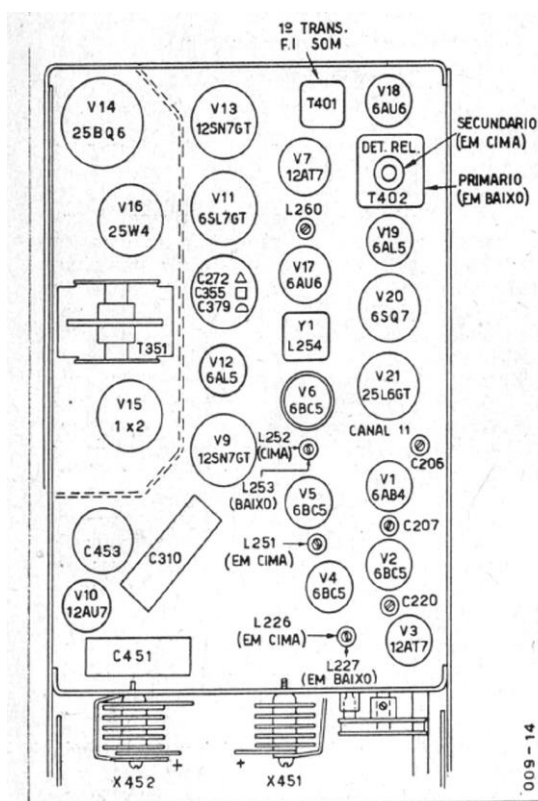 1º TRANS.
F.I SOM
T401
V18
6AU6
V14
25BQ6
V13
12SN7GT
V7
12AT7
DET. REL.
T402
SECUNDARIO
(EM CIMA)
PRIMARIO
(EM BAIXO)
V16
25W4
V11
6SL7GT
L260
V19
6AL5
C272
C355
C379
V17
6AU6
V20
6SQ7
T351
Y1
L254
V12
6AL5
V21
25L6GT
V15
1x2
V6
6BC5
CANAL 11
V9
12SN7GT
L252
(CIMA)
C206
L253
(BAIXO)
V1
6AB4
V5
6BC5
C207
C453
C310
L251
(EM CIMA)
V2
6BC5
V4
6BC5
V10
12AU7
C220
L226
(EM CIMA)
V3
12AT7
C451
L227
(EM BAIXO)
X452
+
+
X451
009-14